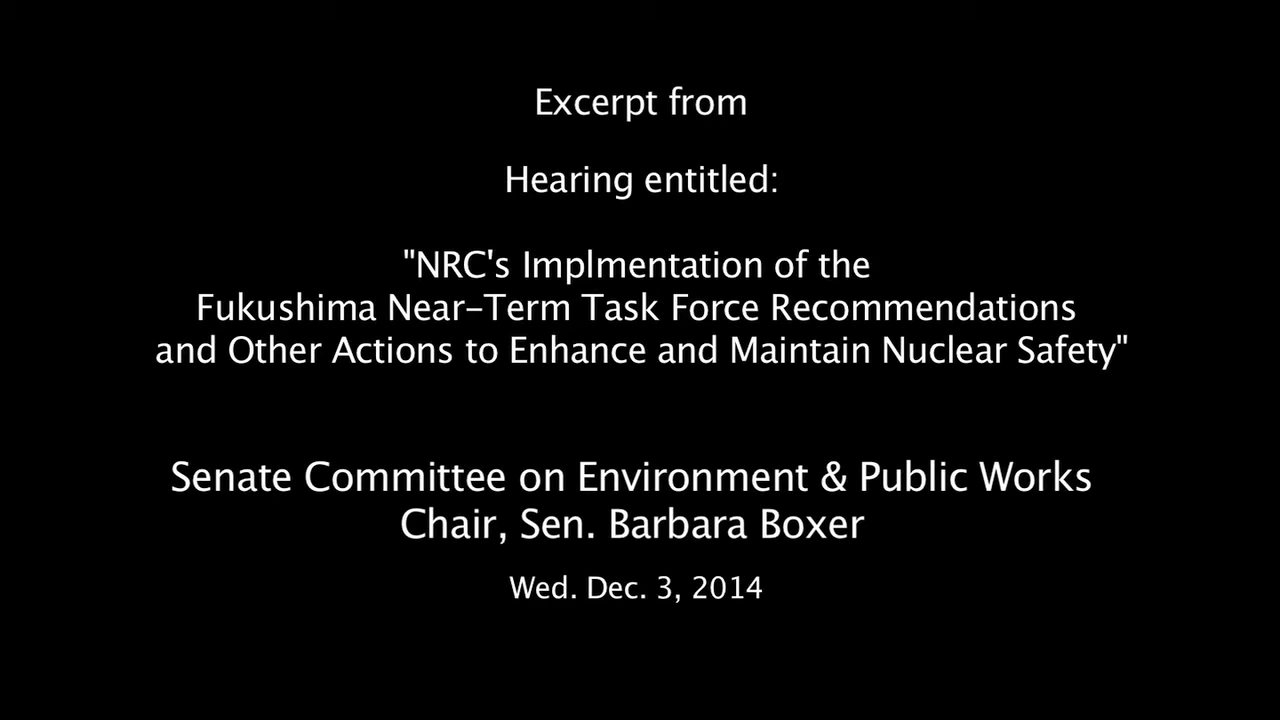 Excerpt from
Hearing entitled:
"NRC's Implmentation of the
Fukushima Near-Term Task Force Recommendations
and Other Actions to Enhance and Maintain Nuclear Safety"
Senate Committee on Environment & Public Works
Chair, Sen. Barbara Boxer
Wed. Dec. 3, 2014